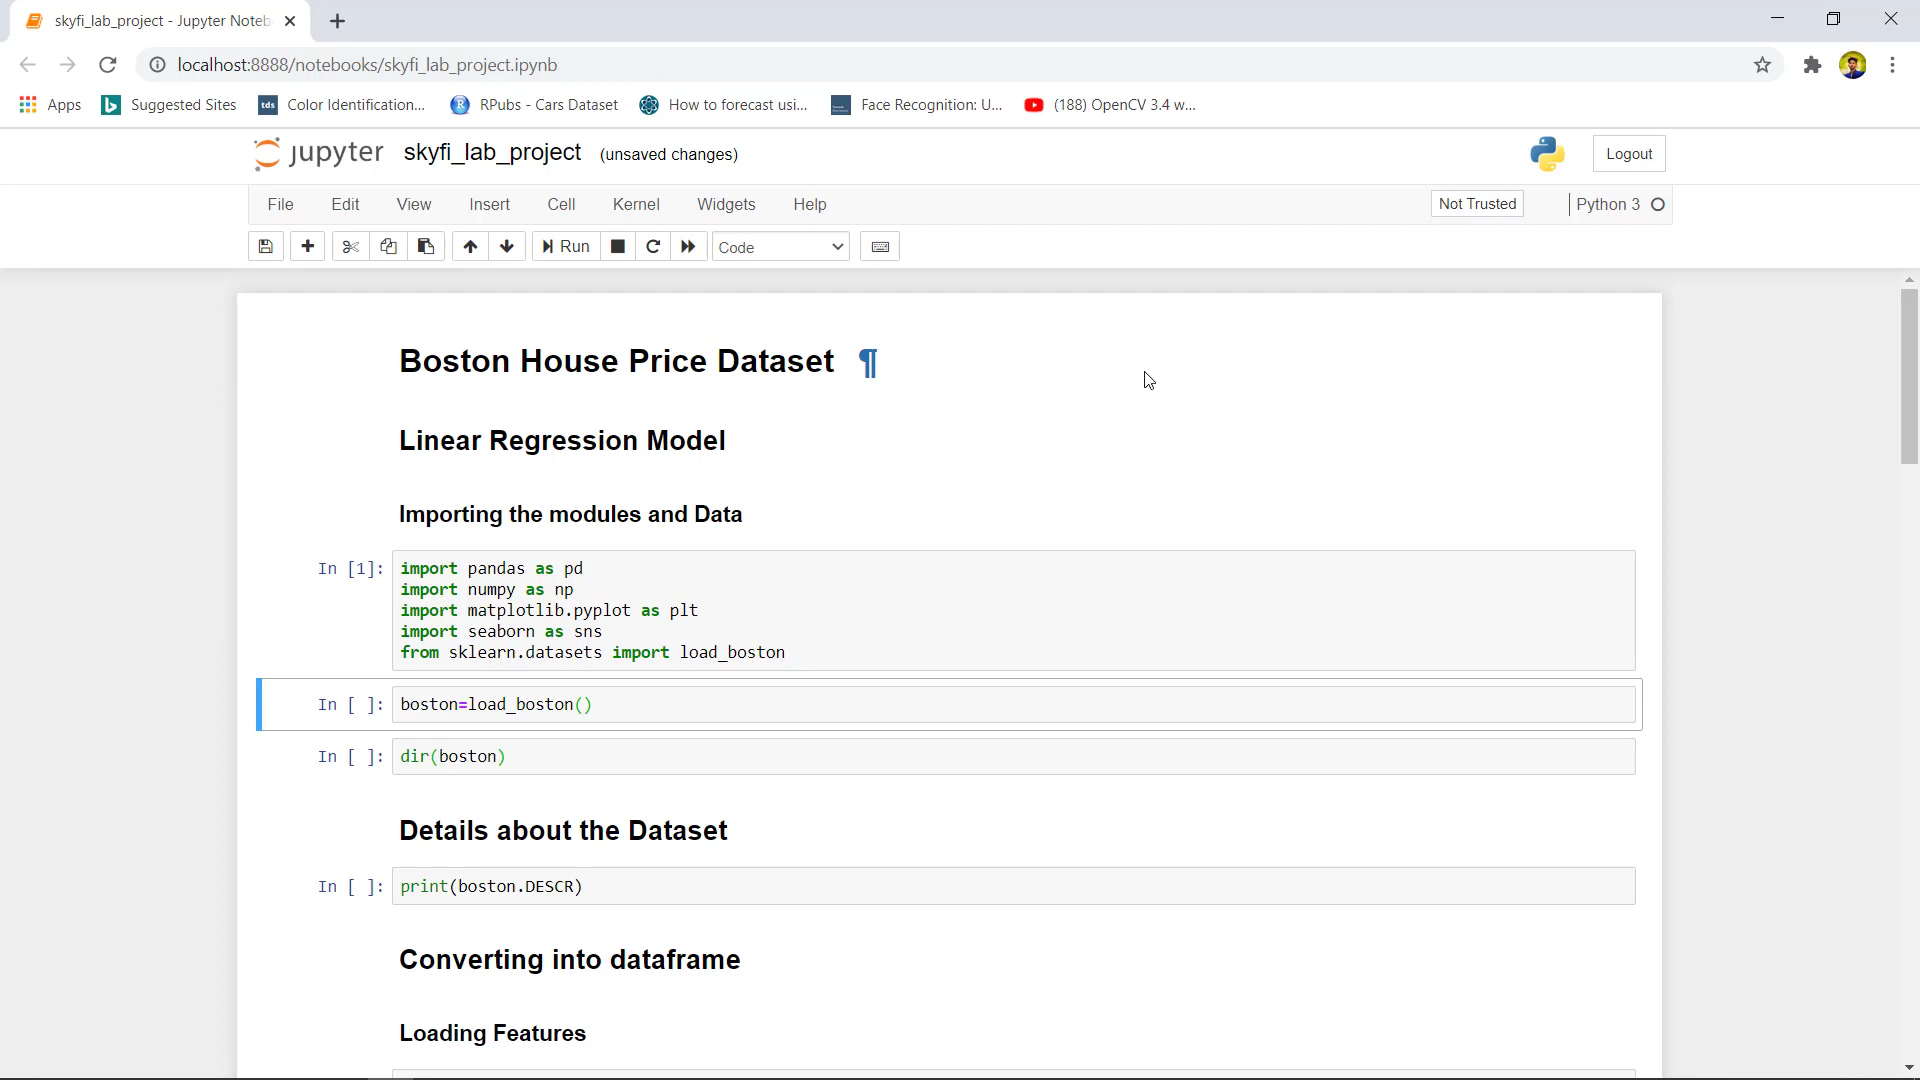 skyfi_lab_project - Jupyter Noteb
localhost:8888/notebooks/skyfi_lab_project.ipynb
Apps
Suggested Sites
tds Color Identification...
R RPubs - Cars Dataset
How to forecast usi...
Face Recognition: U...
(188) OpenCV 3.4 w...
jupyter skyfi_lab_project (unsaved changes)
Logout
File Edit View Insert Cell Kernel Widgets Help
Not Trusted
Python 3
Run
Code
Boston House Price Dataset ¶
Linear Regression Model
Importing the modules and Data
In [1]: import pandas as pd
import numpy as np
import matplotlib.pyplot as plt
import seaborn as sns
from sklearn.datasets import load_boston
In [ ]: boston=load_boston()
In [ ]: dir(boston)
Details about the Dataset
In [ ]: print(boston.DESCR)
Converting into dataframe
Loading Features